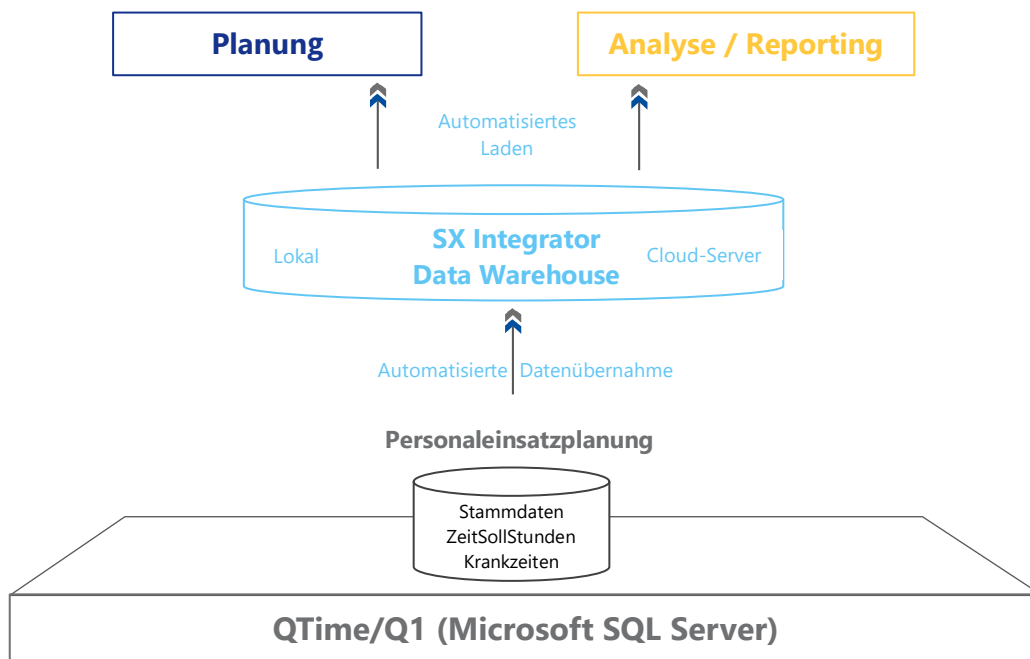 Planung
Analyse / Reporting
Automatisiertes
Laden
SX Integrator
Data Warehouse
Lokal
Cloud-Server
Automatisierte Datenübernahme
Personaleinsatzplanung
Stammdaten
ZeitSollStunden
Krankzeiten
QTime/Q1 (Microsoft SQL Server)